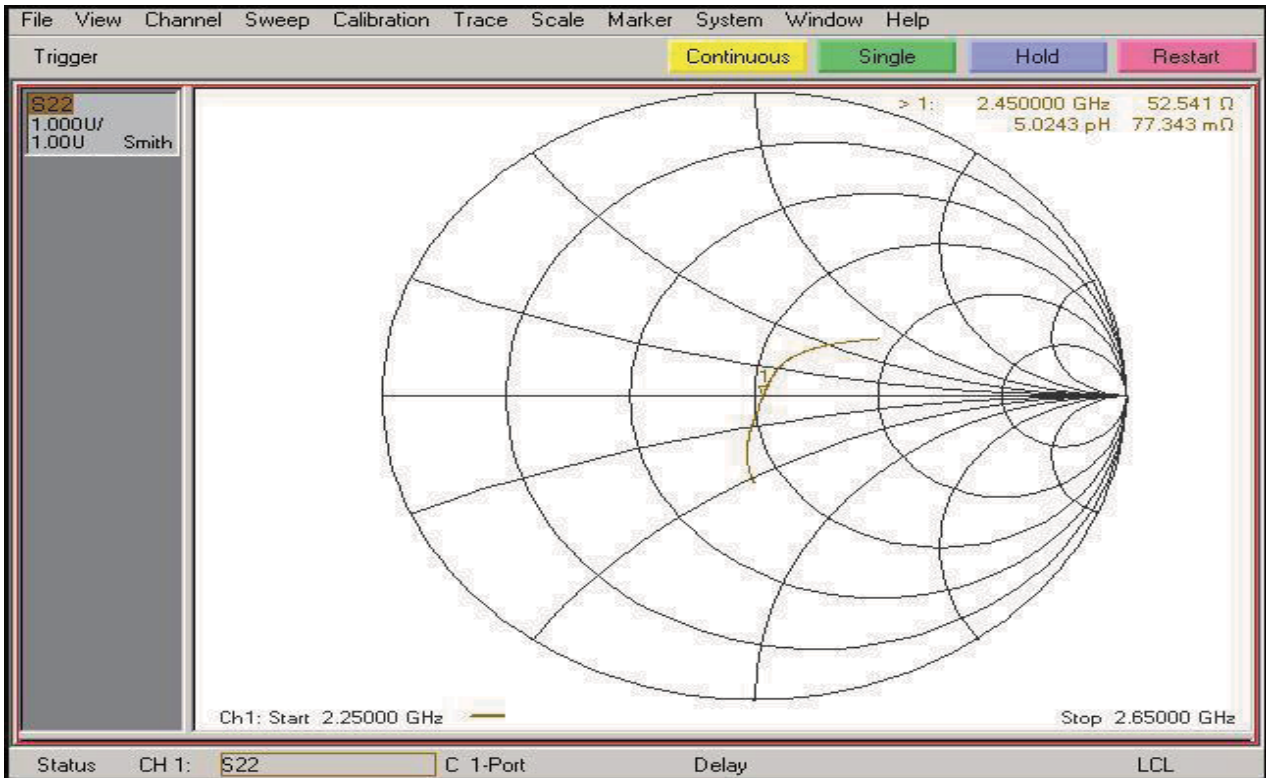 File View Channel Sweep Calibration Trace Scale Marker System Window Help
Trigger Continuous Single Hold Restart
S22
1.000U/
1.00U Smith
> 1: 2.450000 GHz 52.541 Ω
5.0243 pH 77.343 mΩ
1
Ch1: Start 2.25000 GHz Stop 2.65000 GHz
Status CH 1: S22 C 1-Port Delay LCL